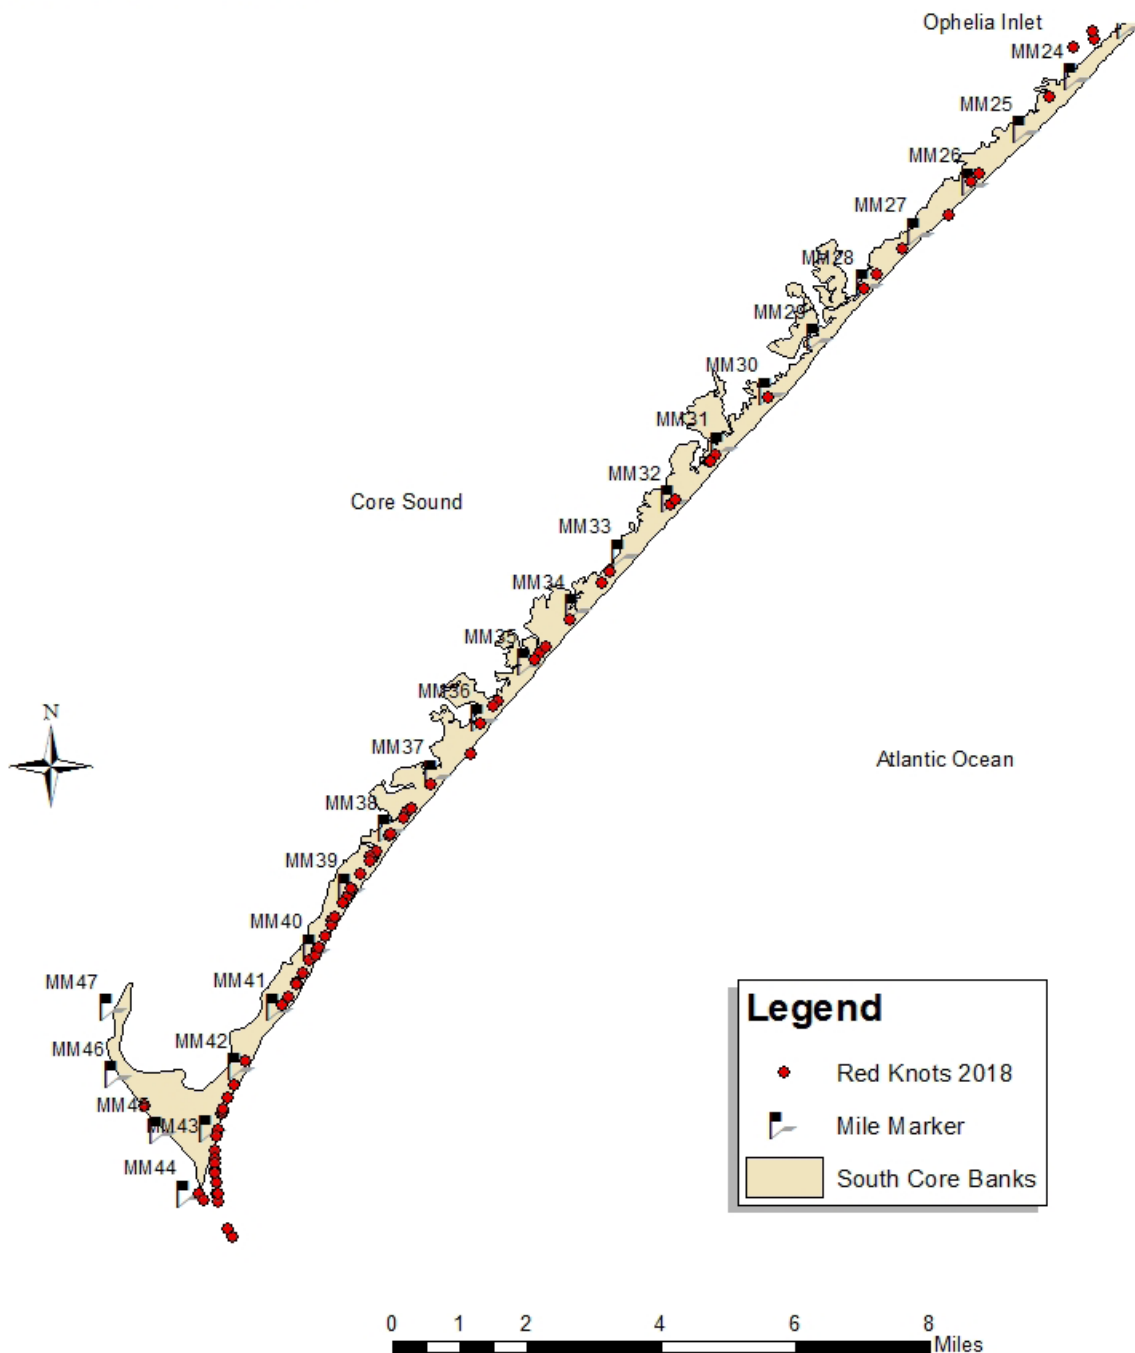 Ophelia Inlet
MM24
MM25
MM26
MM27
MM28
MM29
MM30
MM31
MM32
Core Sound
MM33
MM34
MM35
MM36
N
MM37
Atlantic Ocean
MM38
MM39
MM40
MM41
MM47
MM42
MM46
MM45
MM43
MM44
Legend
Red Knots 2018
Mile Marker
South Core Banks
0 1 2 4 6 8
Miles